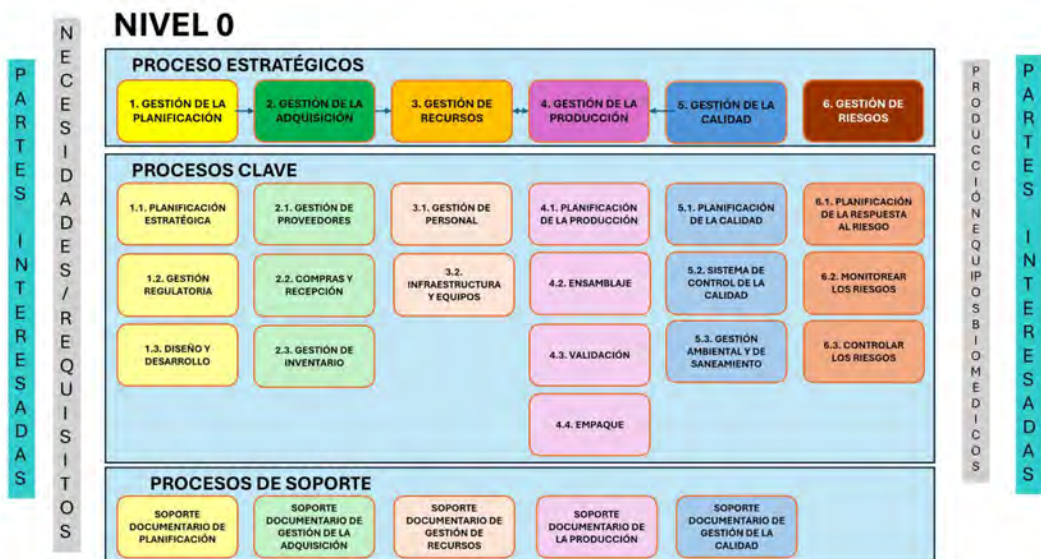 NIVEL 0
PARTES INTERESADAS
NECESIDADES/REQUISITOS
PROCESO ESTRATÉGICOS
1. GESTIÓN DE LA
PLANIFICACIÓN
2. GESTIÓN DE LA
ADQUISICIÓN
3. GESTIÓN DE
RECURSOS
4. GESTIÓN DE LA
PRODUCCIÓN
5. GESTIÓN DE LA
CALIDAD
6. GESTIÓN DE
RIESGOS
PROCESOS CLAVE
1.1. PLANIFICACIÓN
ESTRATÉGICA
2.1. GESTIÓN DE
PROVEEDORES
3.1. GESTIÓN DE
PERSONAL
4.1. PLANIFICACIÓN
DE LA PRODUCCIÓN
5.1. PLANIFICACIÓN
DE LA CALIDAD
6.1. PLANIFICACIÓN
DE LA RESPUESTA
AL RIESGO
1.2. GESTIÓN
REGULATORIA
2.2. COMPRAS Y
RECEPCIÓN
3.2.
INFRAESTRUCTURA
Y EQUIPOS
4.2. ENSAMBLAJE
5.2. SISTEMA DE
CONTROL DE LA
CALIDAD
6.2. MONITOREAR
LOS RIESGOS
1.3. DISEÑO Y
DESARROLLO
2.3. GESTIÓN DE
INVENTARIO
4.3. VALIDACIÓN
5.3. GESTIÓN
AMBIENTAL Y DE
SANEAMIENTO
6.3. CONTROLAR
LOS RIESGOS
4.4. EMPAQUE
PROCESOS DE SOPORTE
SOPORTE
DOCUMENTARIO DE
PLANIFICACIÓN
SOPORTE
DOCUMENTARIO DE
GESTIÓN DE LA
ADQUISICIÓN
SOPORTE
DOCUMENTARIO DE
GESTIÓN DE
RECURSOS
SOPORTE
DOCUMENTARIO DE
LA PRODUCCIÓN
SOPORTE
DOCUMENTARIO DE
GESTIÓN DE LA
CALIDAD
PRODUCCIÓNEQUIPOSBIOMEDICOS
PARTES INTERESADAS